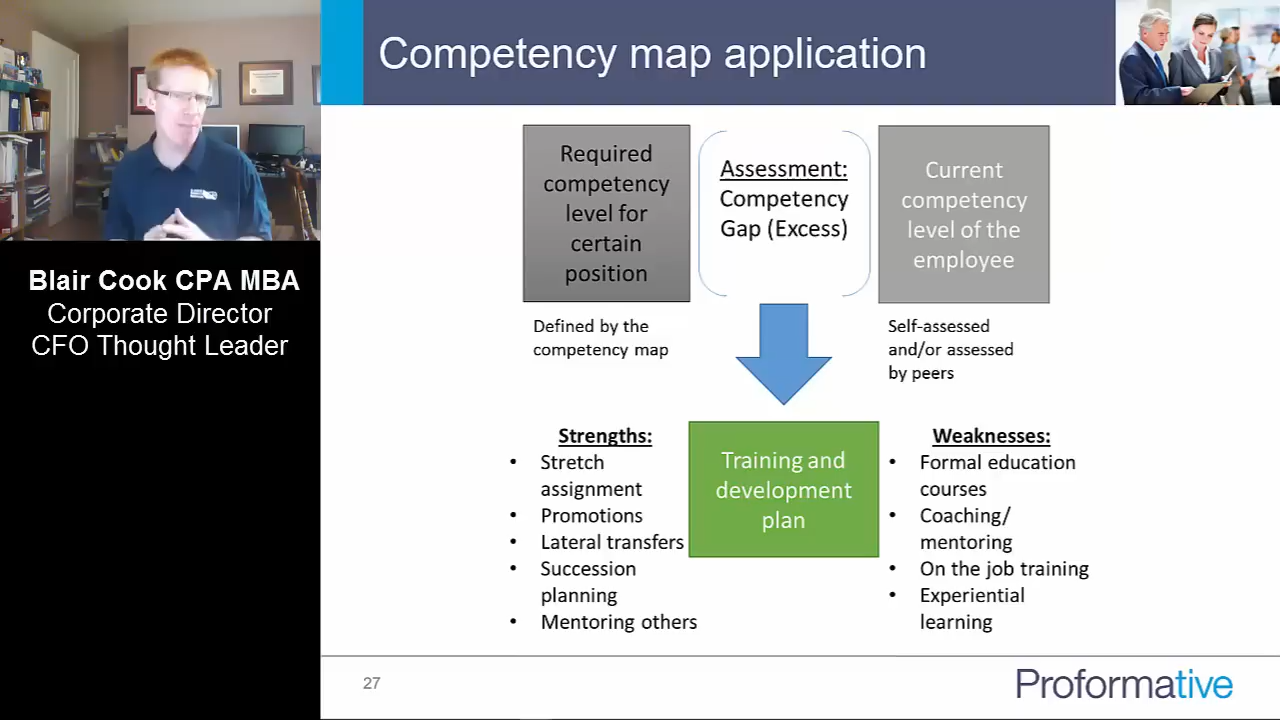 Competency map application
Blair Cook CPA MBA
Corporate Director
CFO Thought Leader
Required
competency
level for
certain
position
Assessment:
Competency
Gap (Excess)
Current
competency
level of the
employee
Defined by the
competency map
Self-assessed
and/or assessed
by peers
Strengths:
• Stretch
assignment
• Promotions
• Lateral transfers
• Succession
planning
• Mentoring others
Training and
development
plan
Weaknesses:
• Formal education
courses
• Coaching/
mentoring
• On the job training
• Experiential
learning
27
Proformative